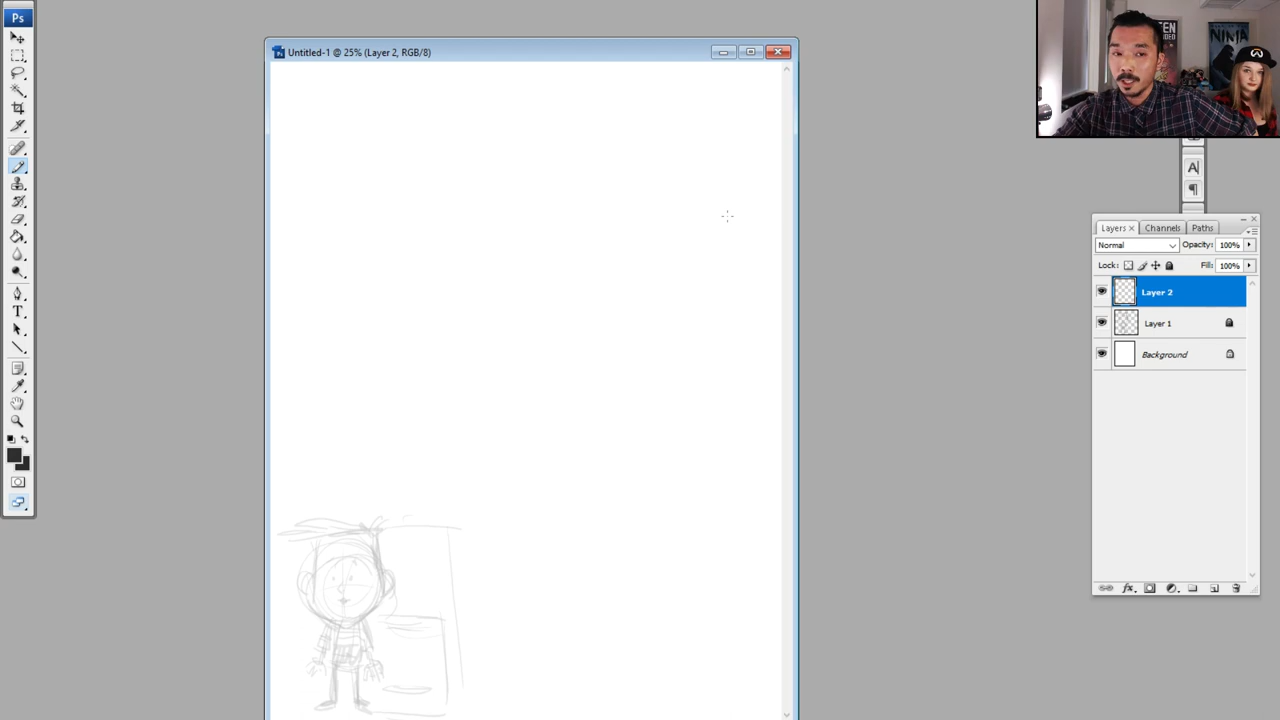 Ps
Untitled-1 @ 25% (Layer 2, RGB/8)
NINJA
A
¶
Layers Channels Paths
Normal Opacity: 100%
Lock: Fill: 100%
Layer 2
Layer 1
Background
T
fx